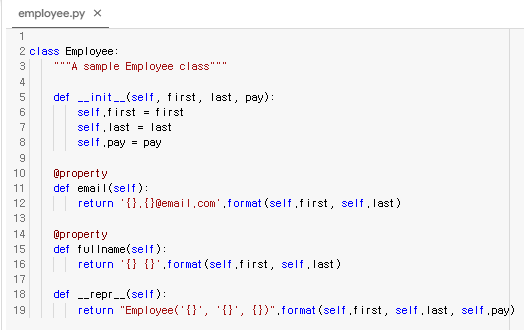 employee.py ×
1
2 class Employee:
3     """A sample Employee class"""
4
5     def __init__(self, first, last, pay):
6         self.first = first
7         self.last = last
8         self.pay = pay
9
10     @property
11     def email(self):
12         return '{}.{}@email.com'.format(self.first, self.last)
13
14     @property
15     def fullname(self):
16         return '{} {}'.format(self.first, self.last)
17
18     def __repr__(self):
19         return "Employee('{}', '{}', {})".format(self.first, self.last, self.pay)